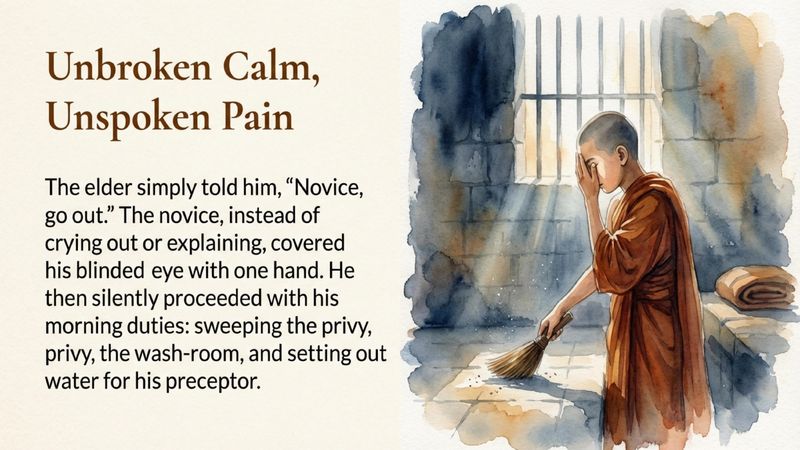 Unbroken Calm,
Unspoken Pain
The elder simply told him, “Novice,
go out.” The novice, instead of
crying out or explaining, covered
his blinded eye with one hand. He
then silently proceeded with his
morning duties: sweeping the privy,
privy, the wash-room, and setting out
water for his preceptor.